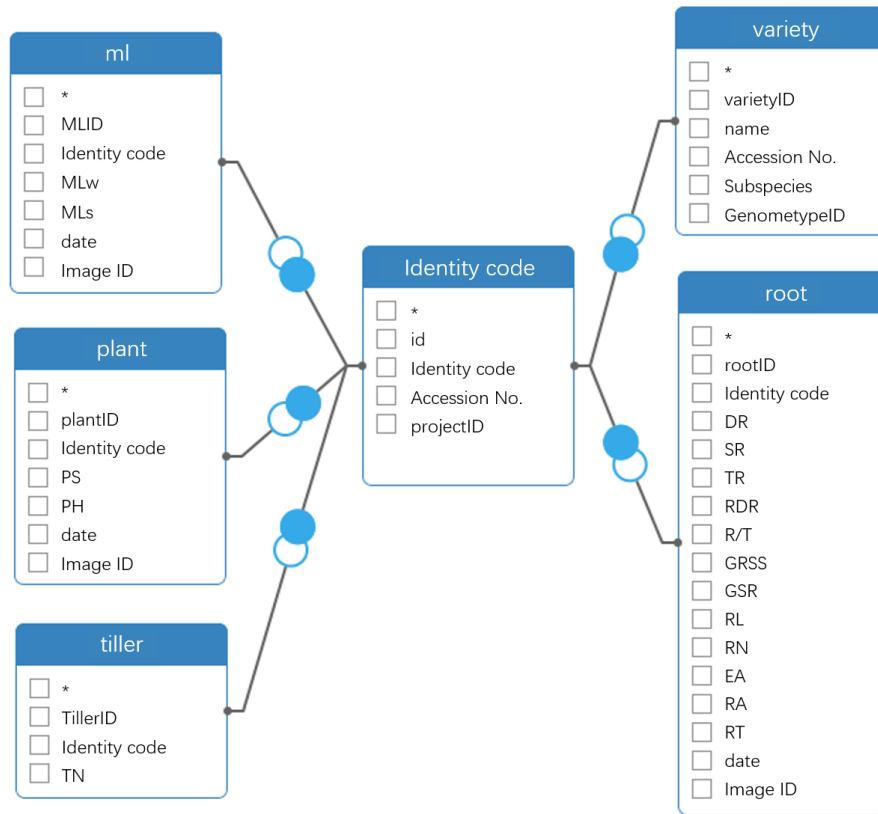 ml
*
MLID
Identity code
MLw
MLs
date
Image ID
plant
*
plantID
Identity code
PS
PH
date
Image ID
tiller
*
TillerID
Identity code
TN
Identity code
*
id
Identity code
Accession No.
projectID
variety
*
varietyID
name
Accession No.
Subspecies
GenometypeID
root
*
rootID
Identity code
DR
SR
TR
RDR
R/T
GRSS
GSR
RL
RN
EA
RA
RT
date
Image ID